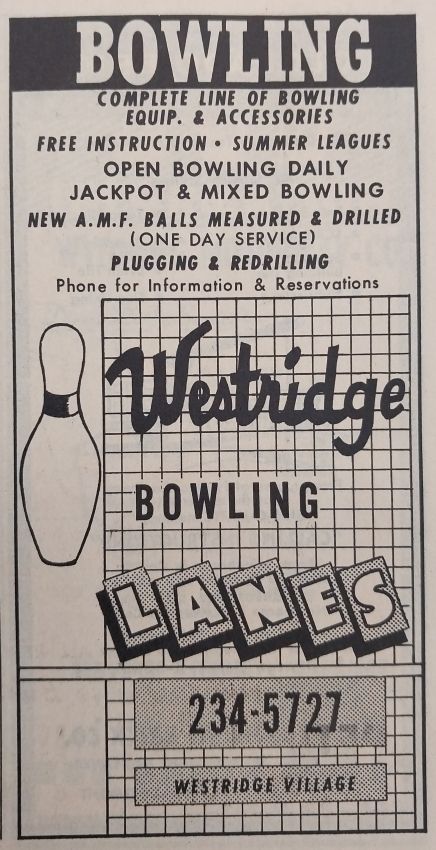 BOWLING
COMPLETE LINE OF BOWLING
EQUIP. & ACCESSORIES
FREE INSTRUCTION • SUMMER LEAGUES
OPEN BOWLING DAILY
JACKPOT & MIXED BOWLING
NEW A.M.F. BALLS MEASURED & DRILLED
(ONE DAY SERVICE)
PLUGGING & REDRILLING
Phone for Information & Reservations
Westridge
BOWLING
LANES
234-5727
WESTRIDGE VILLAGE